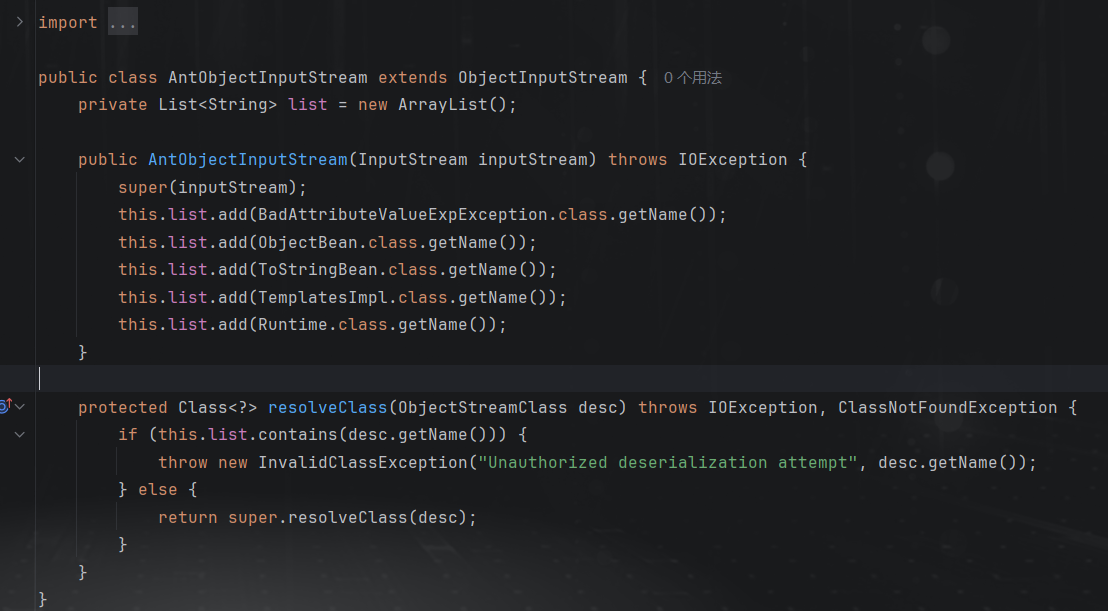 import ...
public class AntObjectInputStream extends ObjectInputStream { 0 个用法
    private List<String> list = new ArrayList();
    public AntObjectInputStream(InputStream inputStream) throws IOException {
        super(inputStream);
        this.list.add(BadAttributeValueExpException.class.getName());
        this.list.add(ObjectBean.class.getName());
        this.list.add(ToStringBean.class.getName());
        this.list.add(TemplatesImpl.class.getName());
        this.list.add(Runtime.class.getName());
    }
    protected Class<?> resolveClass(ObjectStreamClass desc) throws IOException, ClassNotFoundException {
        if (this.list.contains(desc.getName())) {
            throw new InvalidClassException("Unauthorized deserialization attempt", desc.getName());
        } else {
            return super.resolveClass(desc);
        }
    }
}